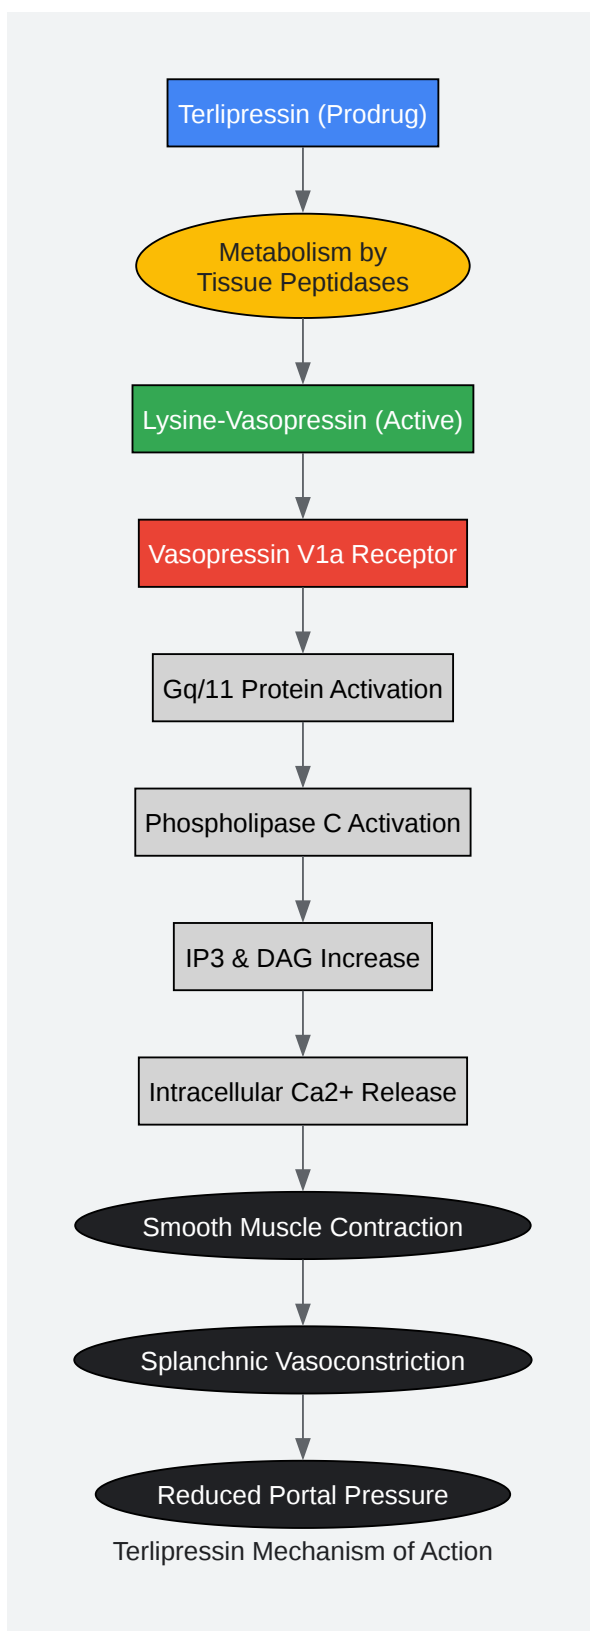 Terlipressin (Prodrug)
Metabolism by
Tissue Peptidases
Lysine-Vasopressin (Active)
Vasopressin V1a Receptor
Gq/11 Protein Activation
Phospholipase C Activation
IP3 & DAG Increase
Intracellular Ca2+ Release
Smooth Muscle Contraction
Splanchnic Vasoconstriction
Reduced Portal Pressure
Terlipressin Mechanism of Action